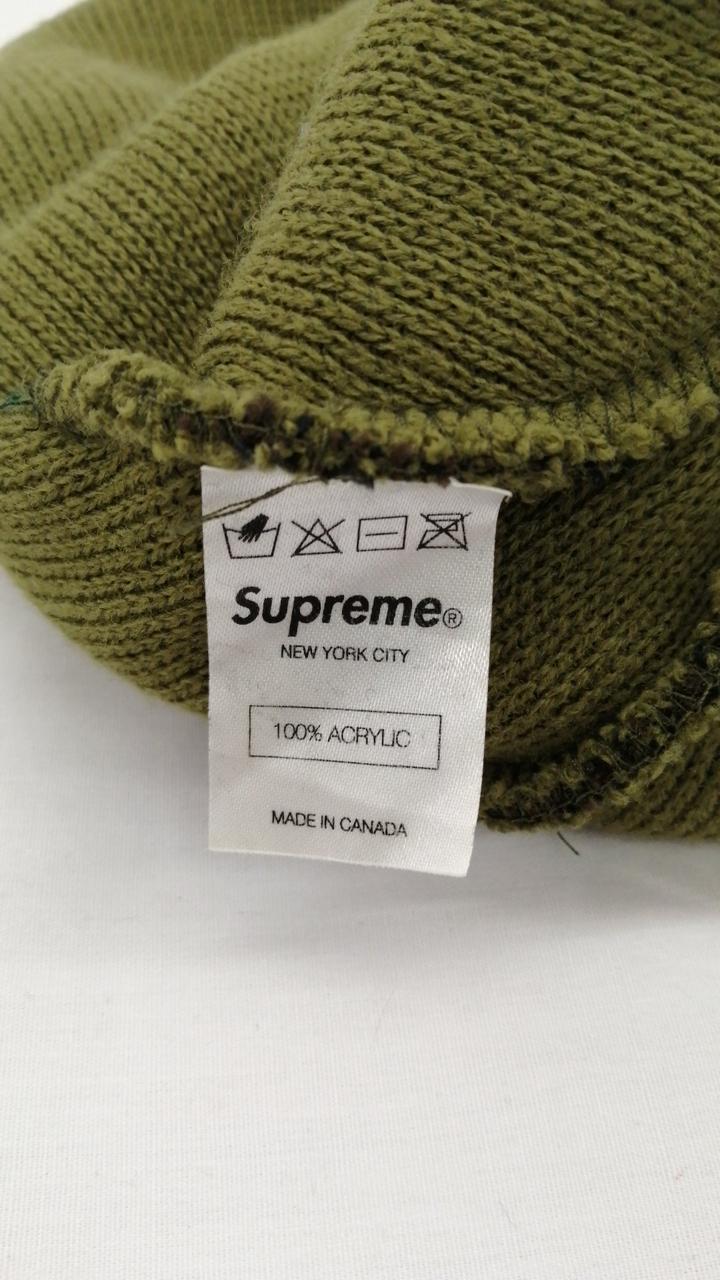 Supreme®
NEW YORK CITY
100% ACRYLIC
MADE IN CANADA